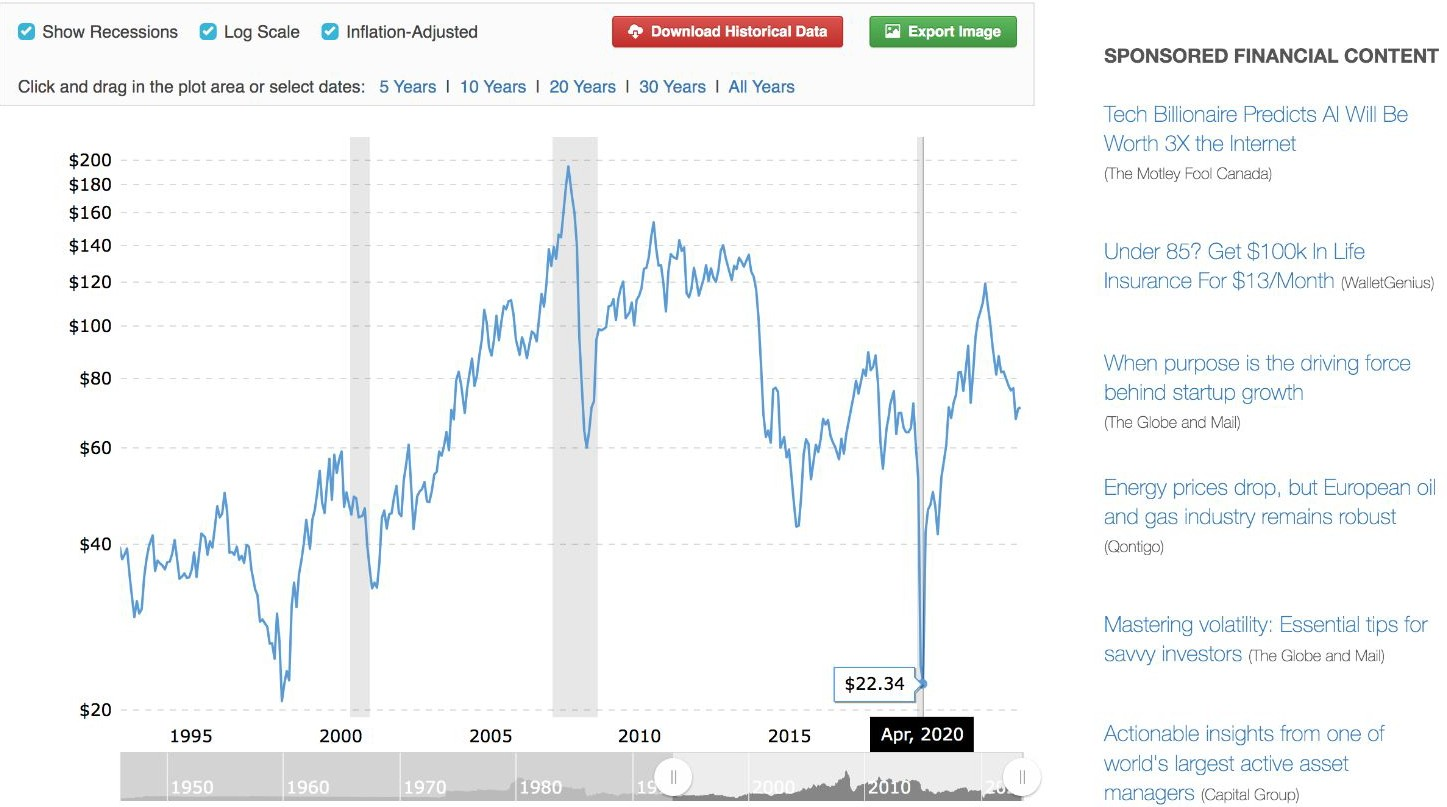 Show Recessions Log Scale Inflation-Adjusted Download Historical Data Export Image
Click and drag in the plot area or select dates: 5 Years | 10 Years | 20 Years | 30 Years | All Years
$200
$180
$160
$140
$120
$100
$80
$60
$40
$20
$22.34
1995 2000 2005 2010 2015 Apr, 2020
1950 1960 1970 1980 19 2000 2010 20
SPONSORED FINANCIAL CONTENT
Tech Billionaire Predicts AI Will Be
Worth 3X the Internet
(The Motley Fool Canada)
Under 85? Get $100k In Life
Insurance For $13/Month (WalletGenius)
When purpose is the driving force
behind startup growth
(The Globe and Mail)
Energy prices drop, but European oil
and gas industry remains robust
(Qontigo)
Mastering volatility: Essential tips for
savvy investors (The Globe and Mail)
Actionable insights from one of
world's largest active asset
managers (Capital Group)